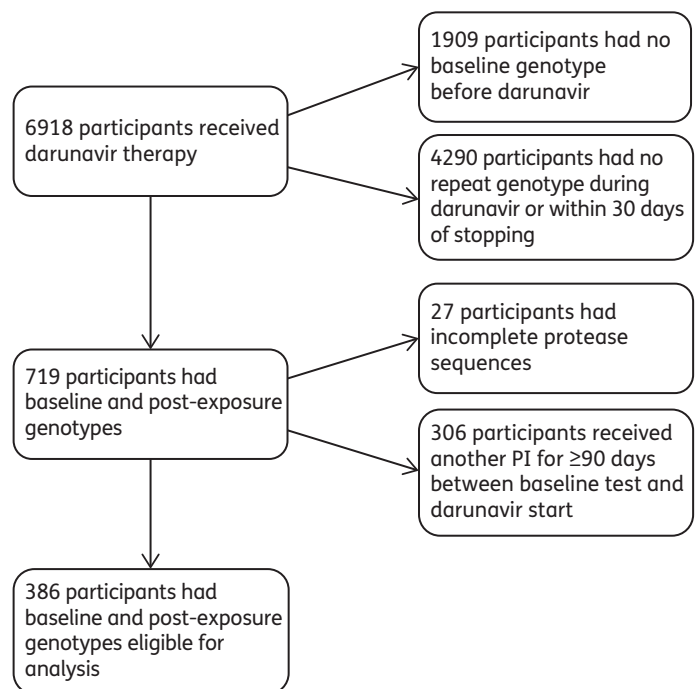 1909 participants had no
baseline genotype
before darunavir
6918 participants received
darunavir therapy
4290 participants had no
repeat genotype during
darunavir or within 30 days
of stopping
27 participants had
incomplete protease
sequences
719 participants had
baseline and post-exposure
genotypes
306 participants received
another PI for ≥90 days
between baseline test and
darunavir start
386 participants had
baseline and post-exposure
genotypes eligible for
analysis